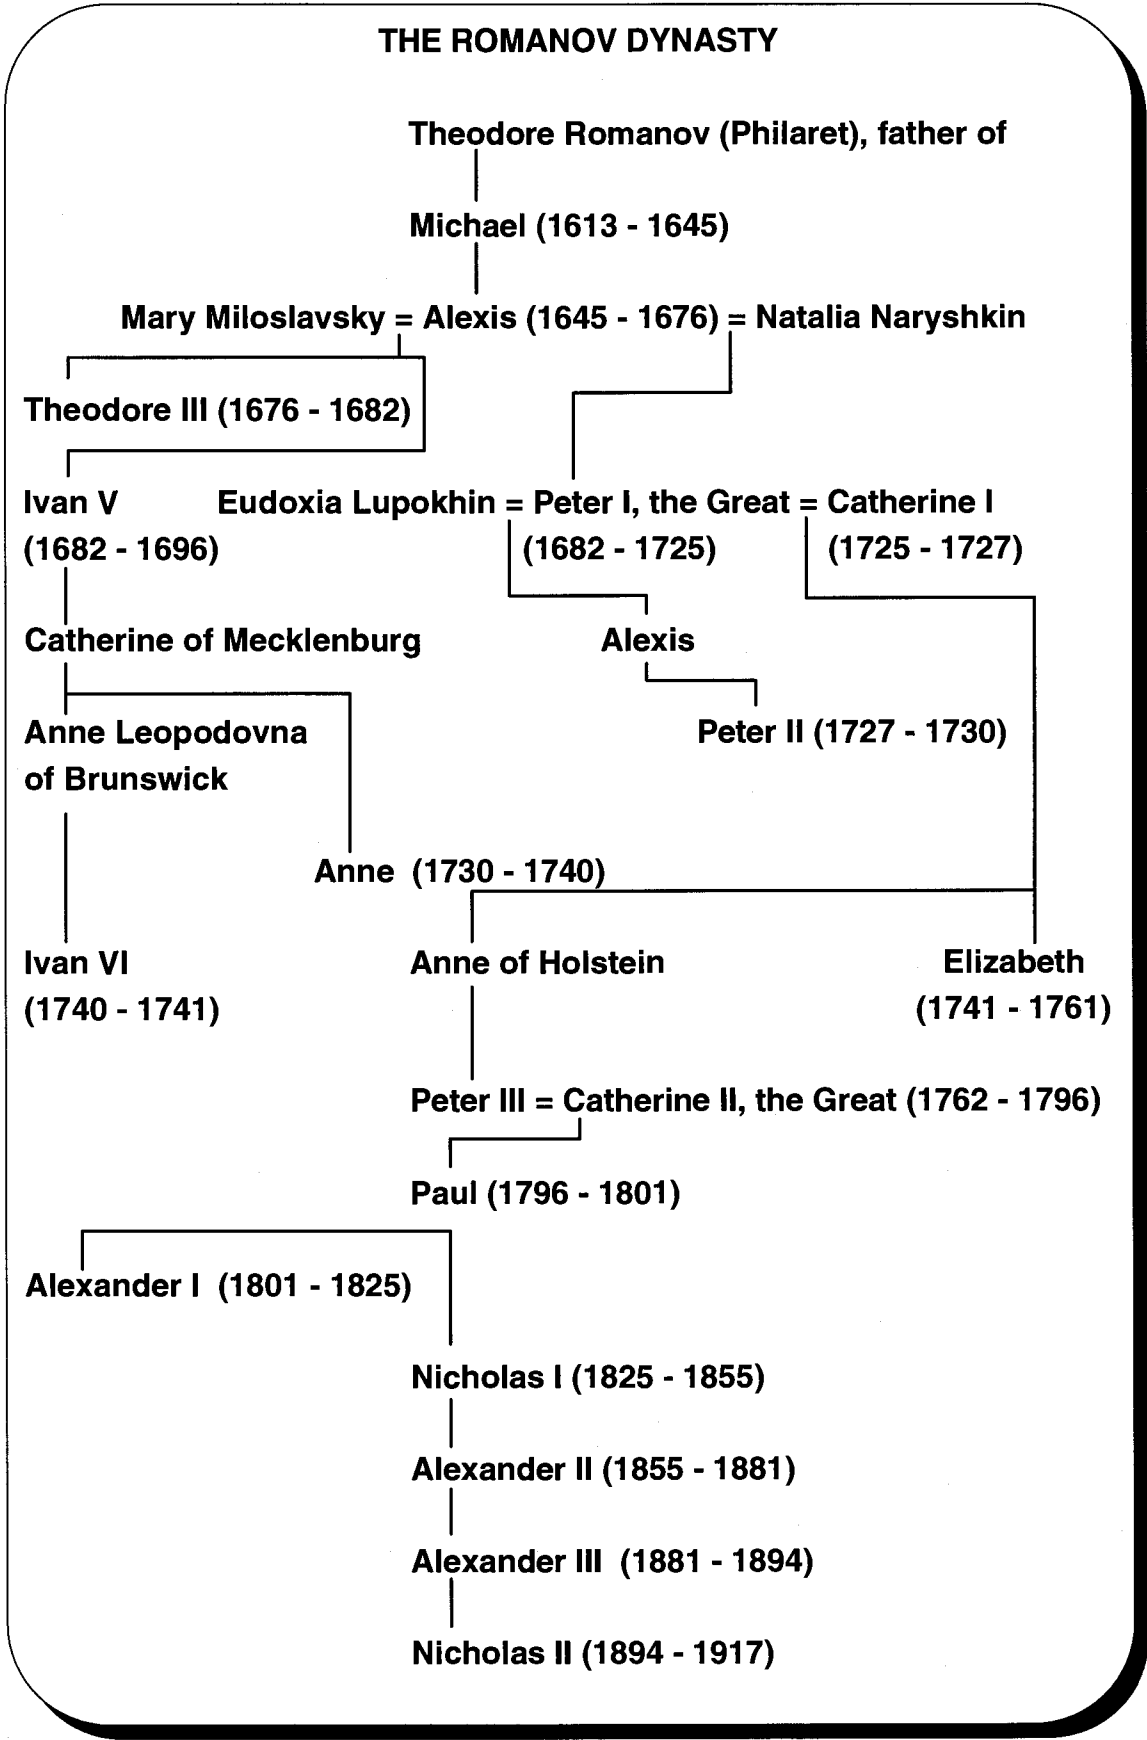 THE ROMANOV DYNASTY
Theodore Romanov (Philaret), father of
Michael (1613 - 1645)
Mary Miloslavsky = Alexis (1645 - 1676) = Natalia Naryshkin
Theodore III (1676 - 1682)
Ivan V Eudoxia Lupokhin = Peter I, the Great = Catherine I
(1682 - 1696) (1682 - 1725) (1725 - 1727)
Catherine of Mecklenburg Alexis
Anne Leopodovna Peter II (1727 - 1730)
of Brunswick
Anne (1730 - 1740)
Ivan VI Anne of Holstein Elizabeth
(1740 - 1741) (1741 - 1761)
Peter III = Catherine II, the Great (1762 - 1796)
Paul (1796 - 1801)
Alexander I (1801 - 1825)
Nicholas I (1825 - 1855)
Alexander II (1855 - 1881)
Alexander III (1881 - 1894)
Nicholas II (1894 - 1917)